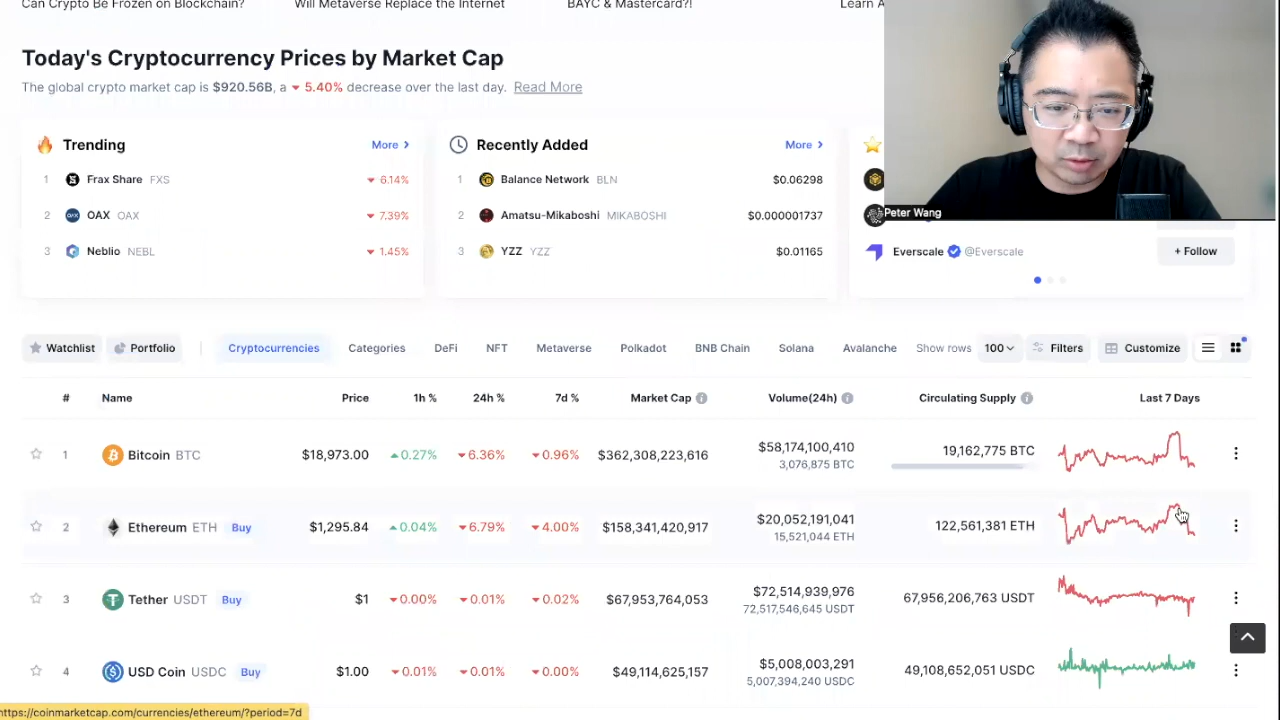 Can Crypto Be Frozen on Blockchain?
Will Metaverse Replace the Internet
BAYC & Mastercard?!
Learn A
Today's Cryptocurrency Prices by Market Cap
The global crypto market cap is $920.56B, a 5.40% decrease over the last day. Read More
Trending More
1 Frax Share FXS 6.14%
2 OAX OAX 7.39%
3 Neblio NEBL 1.45%
Recently Added More
1 Balance Network BLN $0.06298
2 Amatsu-Mikaboshi MIKABOSHI $0.000001737
3 YZZ YZZ $0.01165
Peter Wang
Everscale @Everscale + Follow
Watchlist Portfolio Cryptocurrencies Categories DeFi NFT Metaverse Polkadot BNB Chain Solana Avalanche Show rows 100 Filters Customize
# Name Price 1h % 24h % 7d % Market Cap Volume(24h) Circulating Supply Last 7 Days
1 Bitcoin BTC $18,973.00 0.27% 6.36% 0.96% $362,308,223,616 $58,174,100,410 19,162,775 BTC
3,076,875 BTC
2 Ethereum ETH Buy $1,295.84 0.04% 6.79% 4.00% $158,341,420,917 $20,052,191,041 122,561,381 ETH
15,521,044 ETH
3 Tether USDT Buy $1 0.00% 0.01% 0.02% $67,953,764,053 $72,514,939,976 67,956,206,763 USDT
72,517,546,645 USDT
4 USD Coin USDC Buy $1.00 0.01% 0.01% 0.00% $49,114,625,157 $5,008,003,291 49,108,652,051 USDC
5,007,394,240 USDC
https://coinmarketcap.com/currencies/ethereum/?period=7d